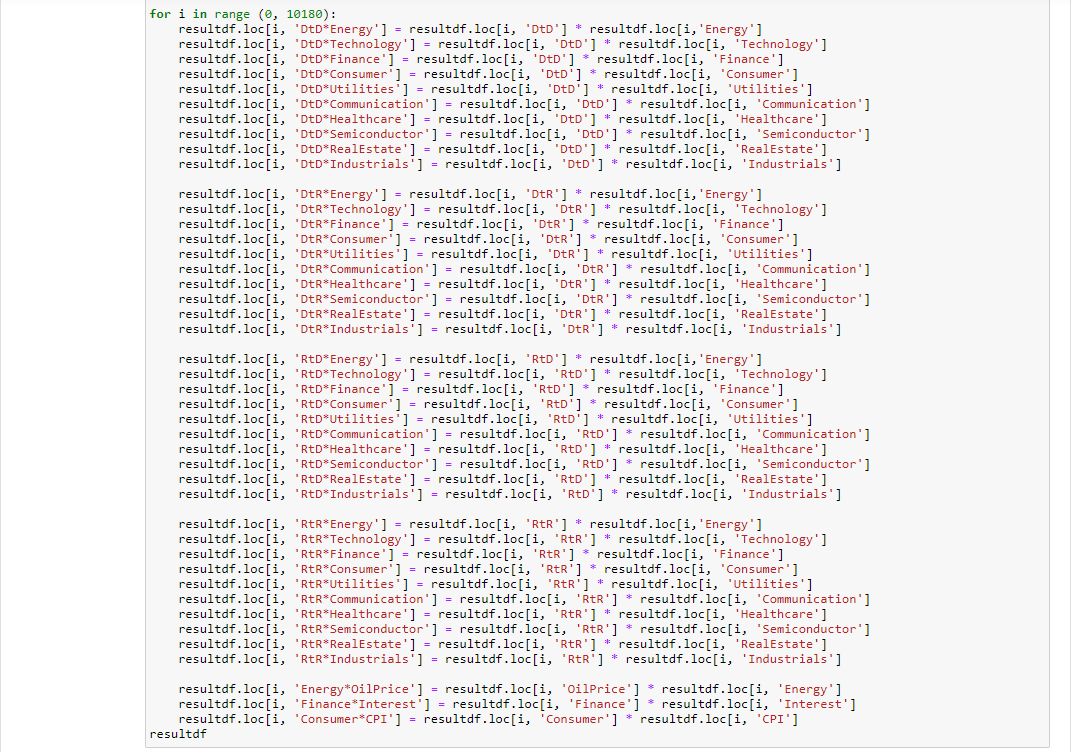 for i in range (0, 10180):
    resultdf.loc[i, 'DtD*Energy'] = resultdf.loc[i, 'DtD'] * resultdf.loc[i,'Energy']
    resultdf.loc[i, 'DtD*Technology'] = resultdf.loc[i, 'DtD'] * resultdf.loc[i, 'Technology']
    resultdf.loc[i, 'DtD*Finance'] = resultdf.loc[i, 'DtD'] * resultdf.loc[i, 'Finance']
    resultdf.loc[i, 'DtD*Consumer'] = resultdf.loc[i, 'DtD'] * resultdf.loc[i, 'Consumer']
    resultdf.loc[i, 'DtD*Utilities'] = resultdf.loc[i, 'DtD'] * resultdf.loc[i, 'Utilities']
    resultdf.loc[i, 'DtD*Communication'] = resultdf.loc[i, 'DtD'] * resultdf.loc[i, 'Communication']
    resultdf.loc[i, 'DtD*Healthcare'] = resultdf.loc[i, 'DtD'] * resultdf.loc[i, 'Healthcare']
    resultdf.loc[i, 'DtD*Semiconductor'] = resultdf.loc[i, 'DtD'] * resultdf.loc[i, 'Semiconductor']
    resultdf.loc[i, 'DtD*RealEstate'] = resultdf.loc[i, 'DtD'] * resultdf.loc[i, 'RealEstate']
    resultdf.loc[i, 'DtD*Industrials'] = resultdf.loc[i, 'DtD'] * resultdf.loc[i, 'Industrials']

    resultdf.loc[i, 'DtR*Energy'] = resultdf.loc[i, 'DtR'] * resultdf.loc[i,'Energy']
    resultdf.loc[i, 'DtR*Technology'] = resultdf.loc[i, 'DtR'] * resultdf.loc[i, 'Technology']
    resultdf.loc[i, 'DtR*Finance'] = resultdf.loc[i, 'DtR'] * resultdf.loc[i, 'Finance']
    resultdf.loc[i, 'DtR*Consumer'] = resultdf.loc[i, 'DtR'] * resultdf.loc[i, 'Consumer']
    resultdf.loc[i, 'DtR*Utilities'] = resultdf.loc[i, 'DtR'] * resultdf.loc[i, 'Utilities']
    resultdf.loc[i, 'DtR*Communication'] = resultdf.loc[i, 'DtR'] * resultdf.loc[i, 'Communication']
    resultdf.loc[i, 'DtR*Healthcare'] = resultdf.loc[i, 'DtR'] * resultdf.loc[i, 'Healthcare']
    resultdf.loc[i, 'DtR*Semiconductor'] = resultdf.loc[i, 'DtR'] * resultdf.loc[i, 'Semiconductor']
    resultdf.loc[i, 'DtR*RealEstate'] = resultdf.loc[i, 'DtR'] * resultdf.loc[i, 'RealEstate']
    resultdf.loc[i, 'DtR*Industrials'] = resultdf.loc[i, 'DtR'] * resultdf.loc[i, 'Industrials']

    resultdf.loc[i, 'RtD*Energy'] = resultdf.loc[i, 'RtD'] * resultdf.loc[i,'Energy']
    resultdf.loc[i, 'RtD*Technology'] = resultdf.loc[i, 'RtD'] * resultdf.loc[i, 'Technology']
    resultdf.loc[i, 'RtD*Finance'] = resultdf.loc[i, 'RtD'] * resultdf.loc[i, 'Finance']
    resultdf.loc[i, 'RtD*Consumer'] = resultdf.loc[i, 'RtD'] * resultdf.loc[i, 'Consumer']
    resultdf.loc[i, 'RtD*Utilities'] = resultdf.loc[i, 'RtD'] * resultdf.loc[i, 'Utilities']
    resultdf.loc[i, 'RtD*Communication'] = resultdf.loc[i, 'RtD'] * resultdf.loc[i, 'Communication']
    resultdf.loc[i, 'RtD*Healthcare'] = resultdf.loc[i, 'RtD'] * resultdf.loc[i, 'Healthcare']
    resultdf.loc[i, 'RtD*Semiconductor'] = resultdf.loc[i, 'RtD'] * resultdf.loc[i, 'Semiconductor']
    resultdf.loc[i, 'RtD*RealEstate'] = resultdf.loc[i, 'RtD'] * resultdf.loc[i, 'RealEstate']
    resultdf.loc[i, 'RtD*Industrials'] = resultdf.loc[i, 'RtD'] * resultdf.loc[i, 'Industrials']

    resultdf.loc[i, 'RtR*Energy'] = resultdf.loc[i, 'RtR'] * resultdf.loc[i,'Energy']
    resultdf.loc[i, 'RtR*Technology'] = resultdf.loc[i, 'RtR'] * resultdf.loc[i, 'Technology']
    resultdf.loc[i, 'RtR*Finance'] = resultdf.loc[i, 'RtR'] * resultdf.loc[i, 'Finance']
    resultdf.loc[i, 'RtR*Consumer'] = resultdf.loc[i, 'RtR'] * resultdf.loc[i, 'Consumer']
    resultdf.loc[i, 'RtR*Utilities'] = resultdf.loc[i, 'RtR'] * resultdf.loc[i, 'Utilities']
    resultdf.loc[i, 'RtR*Communication'] = resultdf.loc[i, 'RtR'] * resultdf.loc[i, 'Communication']
    resultdf.loc[i, 'RtR*Healthcare'] = resultdf.loc[i, 'RtR'] * resultdf.loc[i, 'Healthcare']
    resultdf.loc[i, 'RtR*Semiconductor'] = resultdf.loc[i, 'RtR'] * resultdf.loc[i, 'Semiconductor']
    resultdf.loc[i, 'RtR*RealEstate'] = resultdf.loc[i, 'RtR'] * resultdf.loc[i, 'RealEstate']
    resultdf.loc[i, 'RtR*Industrials'] = resultdf.loc[i, 'RtR'] * resultdf.loc[i, 'Industrials']

    resultdf.loc[i, 'Energy*OilPrice'] = resultdf.loc[i, 'OilPrice'] * resultdf.loc[i, 'Energy']
    resultdf.loc[i, 'Finance*Interest'] = resultdf.loc[i, 'Finance'] * resultdf.loc[i, 'Interest']
    resultdf.loc[i, 'Consumer*CPI'] = resultdf.loc[i, 'Consumer'] * resultdf.loc[i, 'CPI']
resultdf